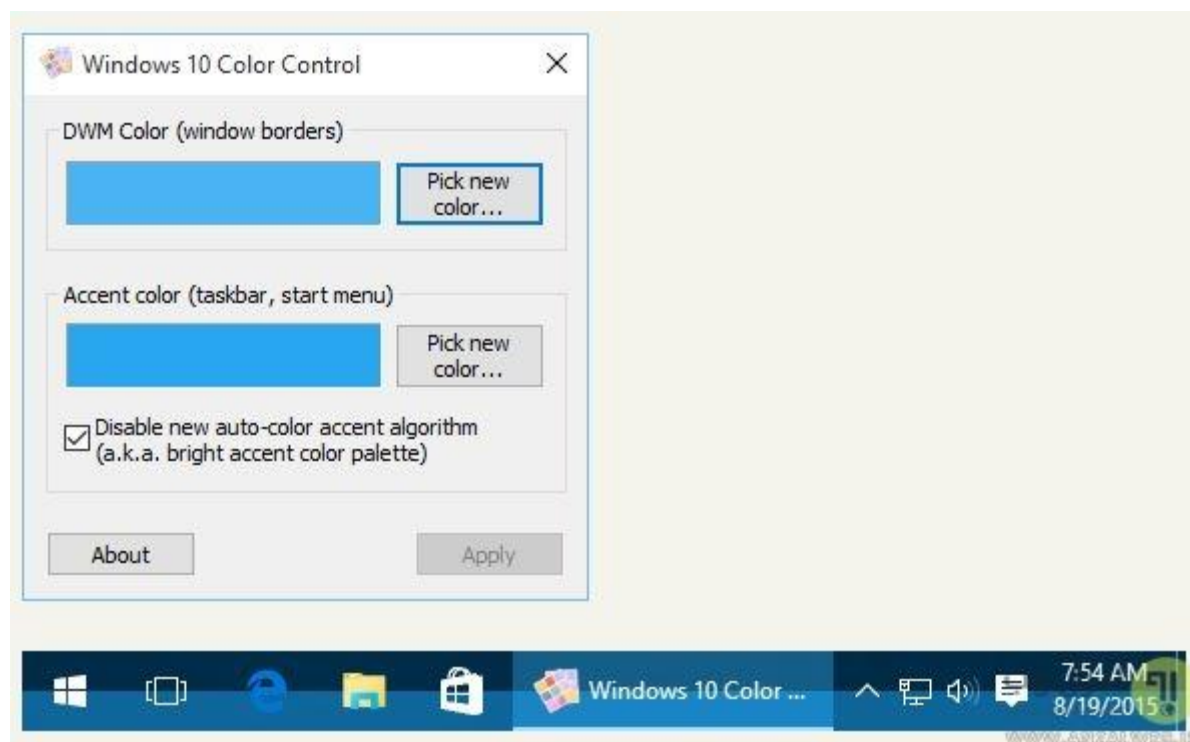 Windows 10 Color Control
DWM Color (window borders)
Pick new
color...
Accent color (taskbar, start menu)
Pick new
color...
Disable new auto-color accent algorithm
(a.k.a. bright accent color palette)
About
Apply
Windows 10 Color ...
7:54 AM
8/19/2015